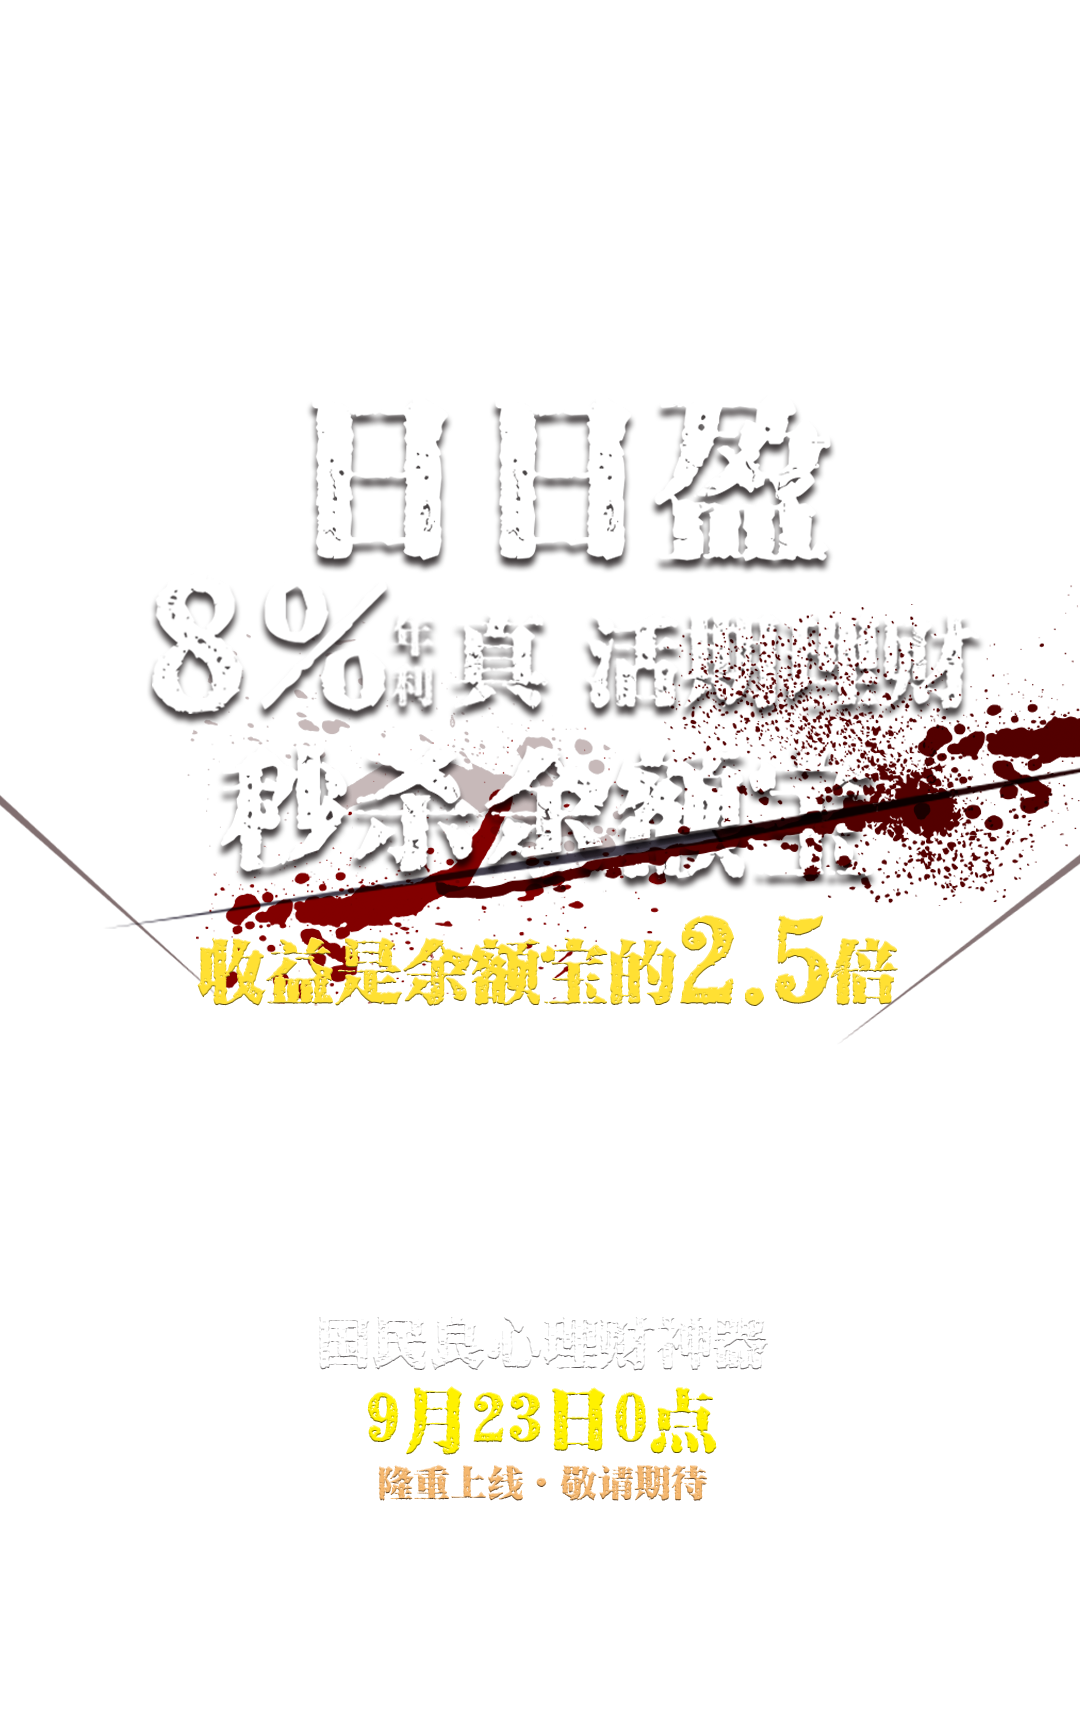 日日盈
8%年利 真 活期理财
秒杀余额宝
收益是余额宝的2.5倍
国民良心理财神器
9月23日0点
隆重上线·敬请期待